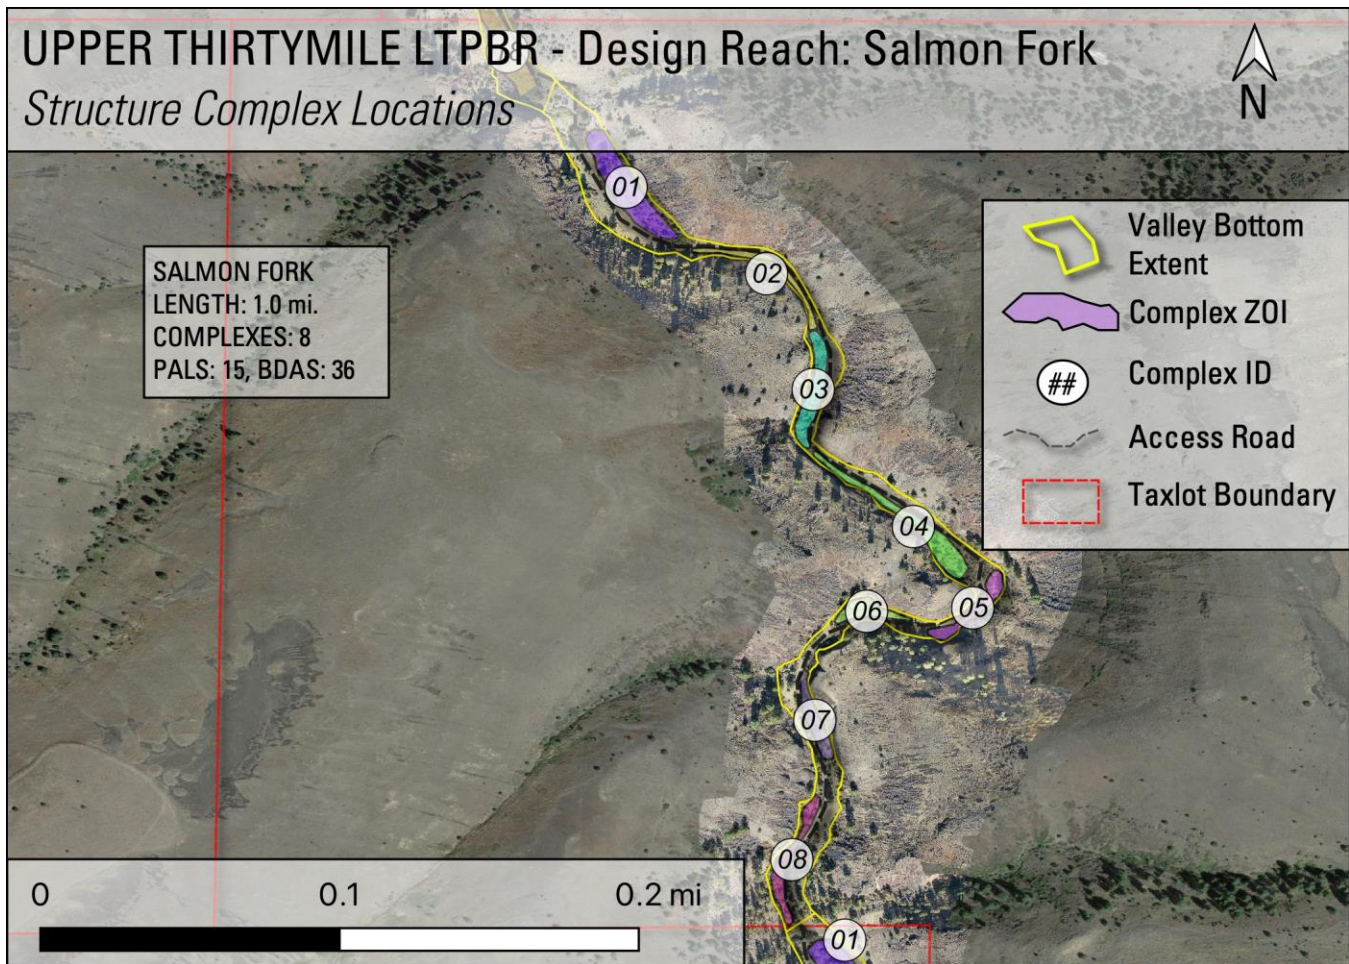 UPPER THIRTYMILE LTPBR - Design Reach: Salmon Fork
Structure Complex Locations
N
SALMON FORK
LENGTH: 1.0 mi.
COMPLEXES: 8
PALS: 15, BDAS: 36
Valley Bottom
Extent
Complex ZOI
## Complex ID
Access Road
Taxlot Boundary
01
02
03
04
05
06
07
08
01
0 0.1 0.2 mi